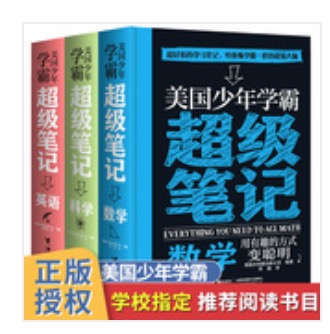 美国少年学霸
超级笔记
英语
美国少年学霸
超级笔记
科学
美国少年学霸
超级笔记
数学
美国少年学霸
超级笔记
EVERYTHING YOU NEED TO ACE MATH
数学
用有趣的方式
变聪明
正版
授权
美国少年学霸
学校指定 推荐阅读书目